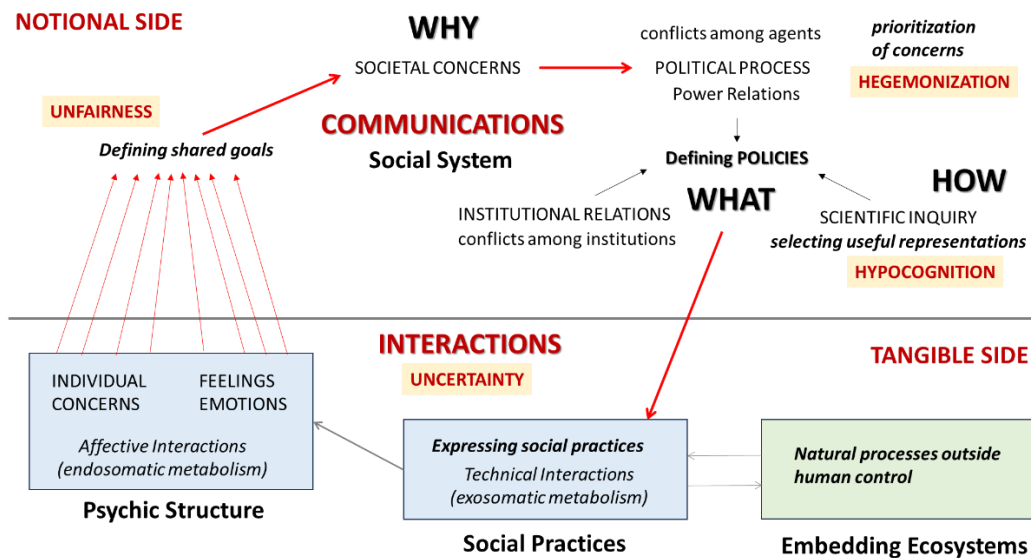 NOTIONAL SIDE
WHY
SOCIETAL CONCERNS
conflicts among agents
POLITICAL PROCESS
Power Relations
prioritization
of concerns
HEGEMONIZATION
UNFAIRNESS
Defining shared goals
COMMUNICATIONS
Social System
Defining POLICIES
WHAT
HOW
INSTITUTIONAL RELATIONS
conflicts among institutions
SCIENTIFIC INQUIRY
selecting useful representations
HYPOCOGNITION
INTERACTIONS
UNCERTAINTY
TANGIBLE SIDE
INDIVIDUAL
CONCERNS
FEELINGS
EMOTIONS
Affective Interactions
(endosomatic metabolism)
Psychic Structure
Expressing social practices
Technical Interactions
(exosomatic metabolism)
Social Practices
Natural processes outside
human control
Embedding Ecosystems